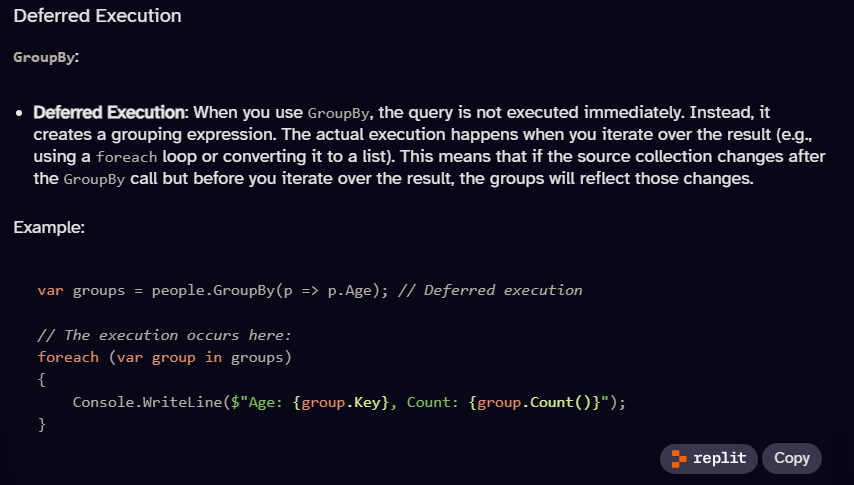 Deferred Execution
GroupBy:
• Deferred Execution: When you use GroupBy, the query is not executed immediately. Instead, it
creates a grouping expression. The actual execution happens when you iterate over the result (e.g.,
using a foreach loop or converting it to a list). This means that if the source collection changes after
the GroupBy call but before you iterate over the result, the groups will reflect those changes.
Example:
var groups = people.GroupBy(p => p.Age); // Deferred execution
// The execution occurs here:
foreach (var group in groups)
{
    Console.WriteLine($"Age: {group.Key}, Count: {group.Count()}");
}
replit Copy